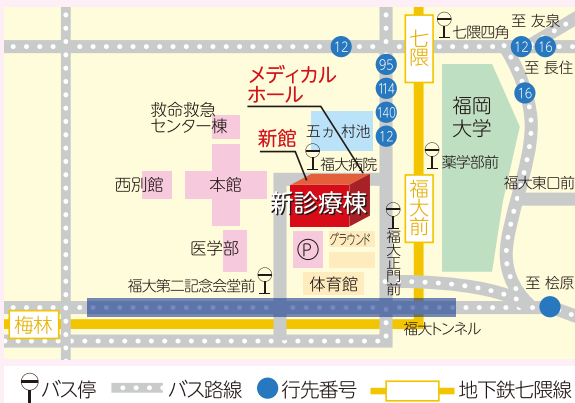 至 友泉
七隈四角
七隈
12
12
16
至 長住
95
メディカル
ホール
114
16
140
福岡
大学
救命救急
センター棟
五ヵ村池
12
新館
福大病院
薬学部前
西別館
本館
福大前
福大東口前
新診療棟
福大正門前
医学部
P
グラウンド
福大第二記念会堂前
体育館
至 桧原
梅林
福大トンネル
バス停
バス路線
行先番号
地下鉄七隈線